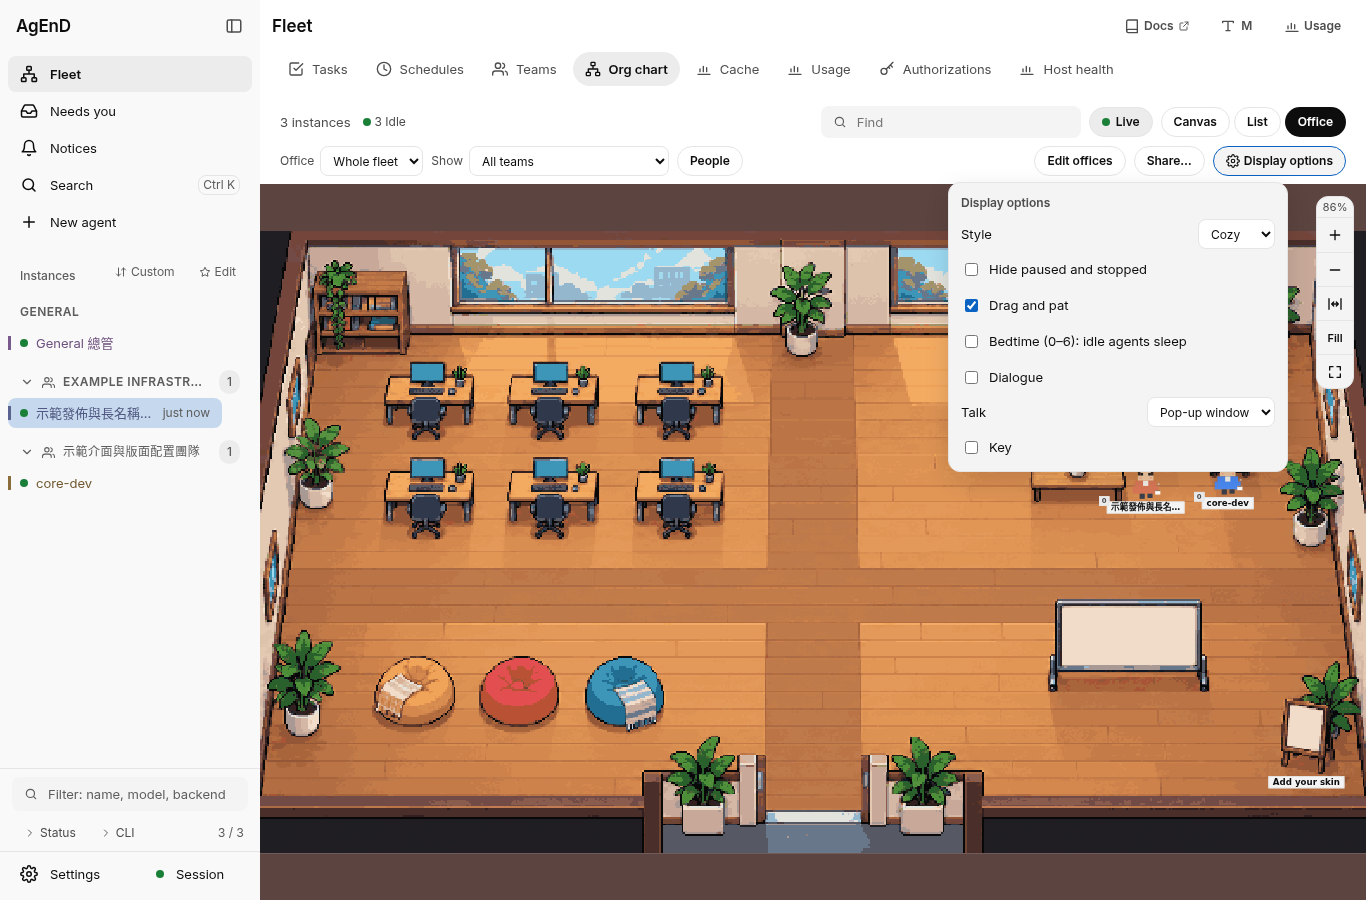 AgEnD
Fleet
Needs you
Notices
Search
Ctrl K
New agent
Instances
Custom
Edit
GENERAL
General 總管
EXAMPLE INFRASTR...
1
示範發佈與長名稱...
just now
示範介面與版面配置團隊
1
core-dev
Filter: name, model, backend
Status
CLI
3 / 3
Settings
Session
Fleet
Docs
M
Usage
Tasks
Schedules
Teams
Org chart
Cache
Usage
Authorizations
Host health
3 instances
3 Idle
Find
Live
Canvas
List
Office
Office
Whole fleet
Show
All teams
People
Edit offices
Share...
Display options
Display options
Style
Cozy
Hide paused and stopped
Drag and pat
Bedtime (0–6): idle agents sleep
Dialogue
Talk
Pop-up window
Key
86%
Fill
0
示範發佈與長名...
0
core-dev
Add your skin